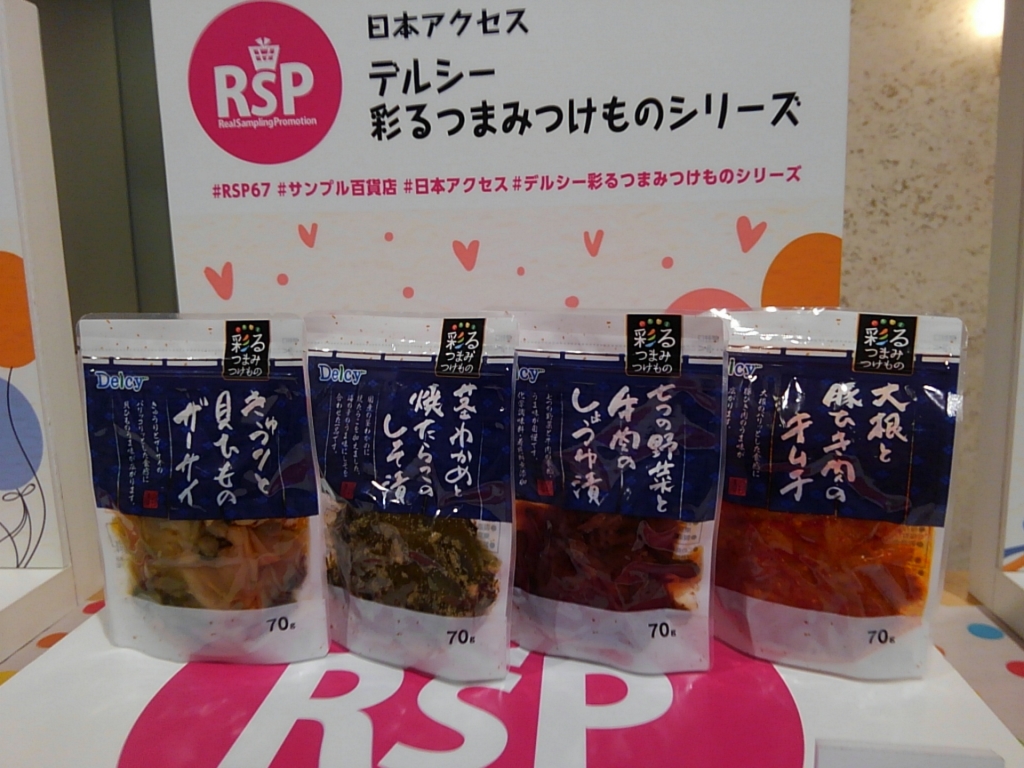 RSP
RealSamplingPromotion
日本アクセス
デルシー
彩るつまみつけものシリーズ
#RSP67 #サンプル百貨店 #日本アクセス #デルシー彩るつまみつけものシリーズ
彩る
つまみ
つけもの
Delcy
きゅうりと
貝ひもの
ザーサイ
70g
彩る
つまみ
つけもの
Delcy
茎わかめと
焼たらこの
しそ漬
70g
彩る
つまみ
つけもの
cy
七つの野菜と
牛肉の
しょうゆ漬
70g
彩る
つまみ
つけもの
lcy
大根と
豚ひき肉の
キムチ
70g
RSP